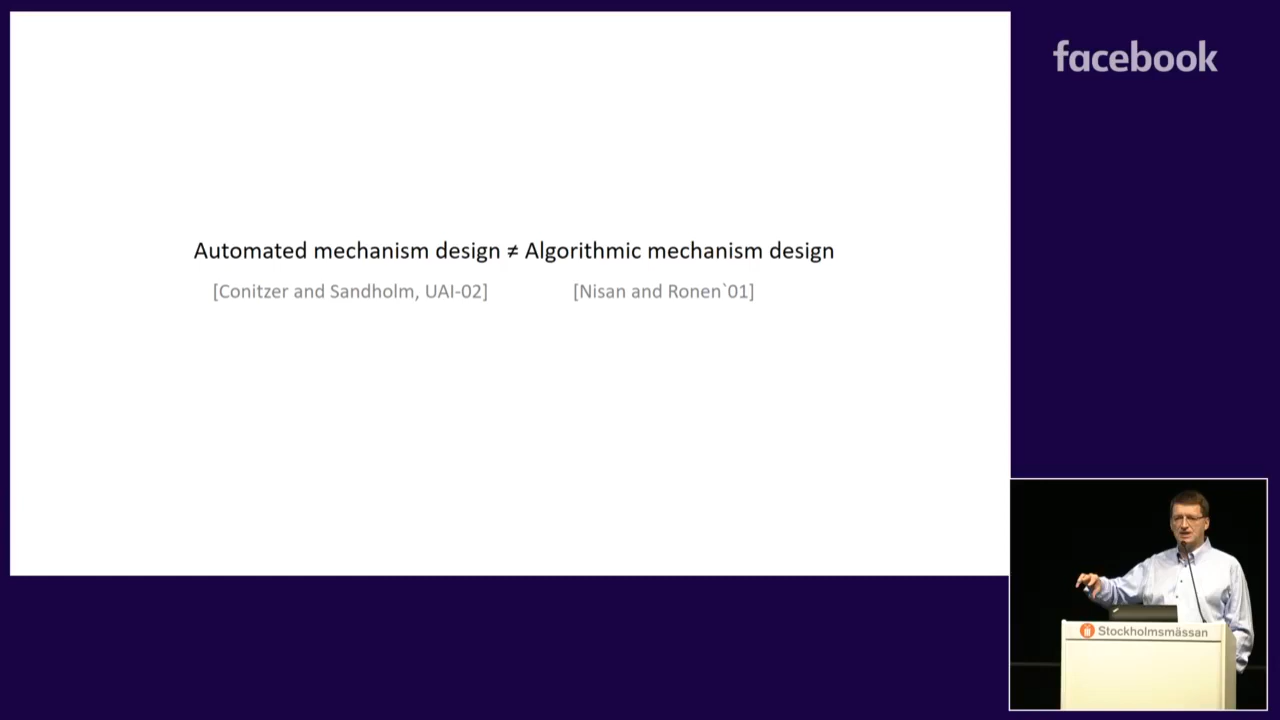 facebook
Automated mechanism design ≠ Algorithmic mechanism design
[Conitzer and Sandholm, UAI-02] [Nisan and Ronen`01]
Stockholmsmässan